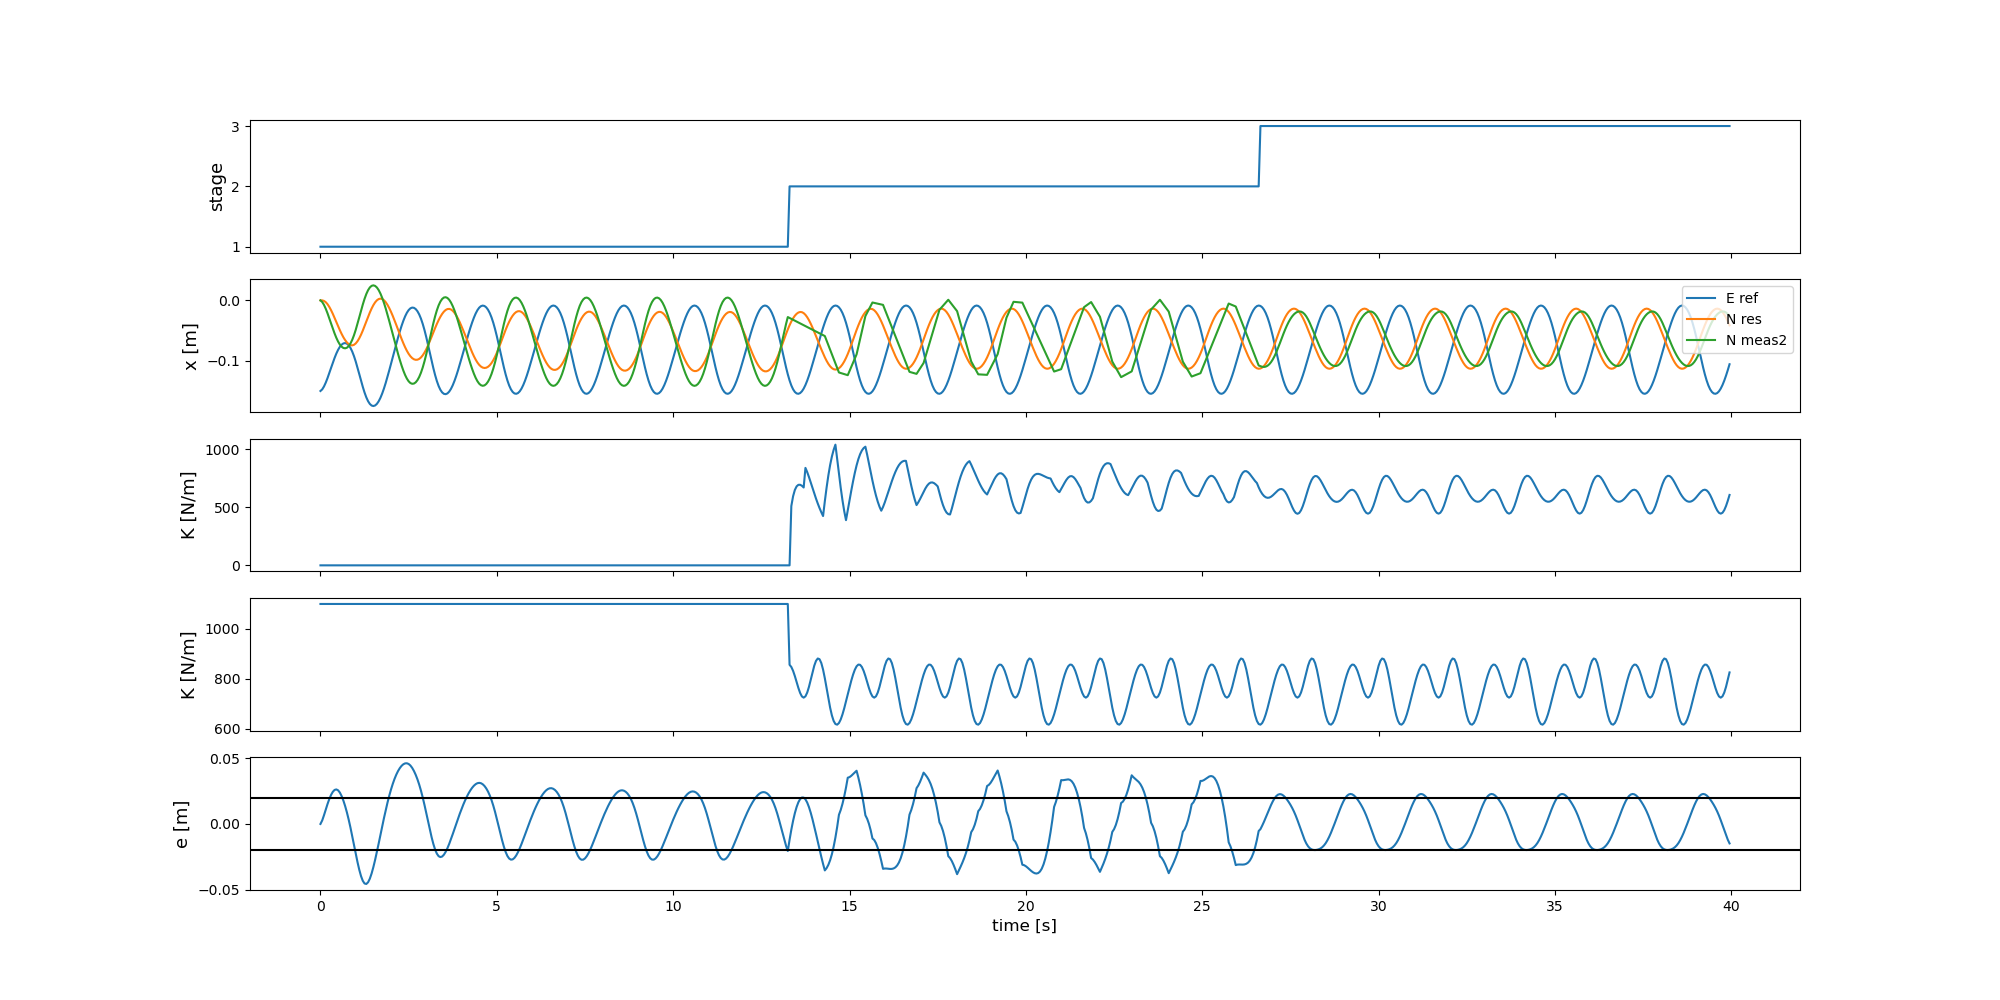 stage
3
2
1
x [m]
0.0
−0.1
E ref
N res
N meas2
K [N/m]
1000
500
0
K [N/m]
1000
800
600
e [m]
0.05
0.00
−0.05
0 5 10 15 20 25 30 35 40
time [s]